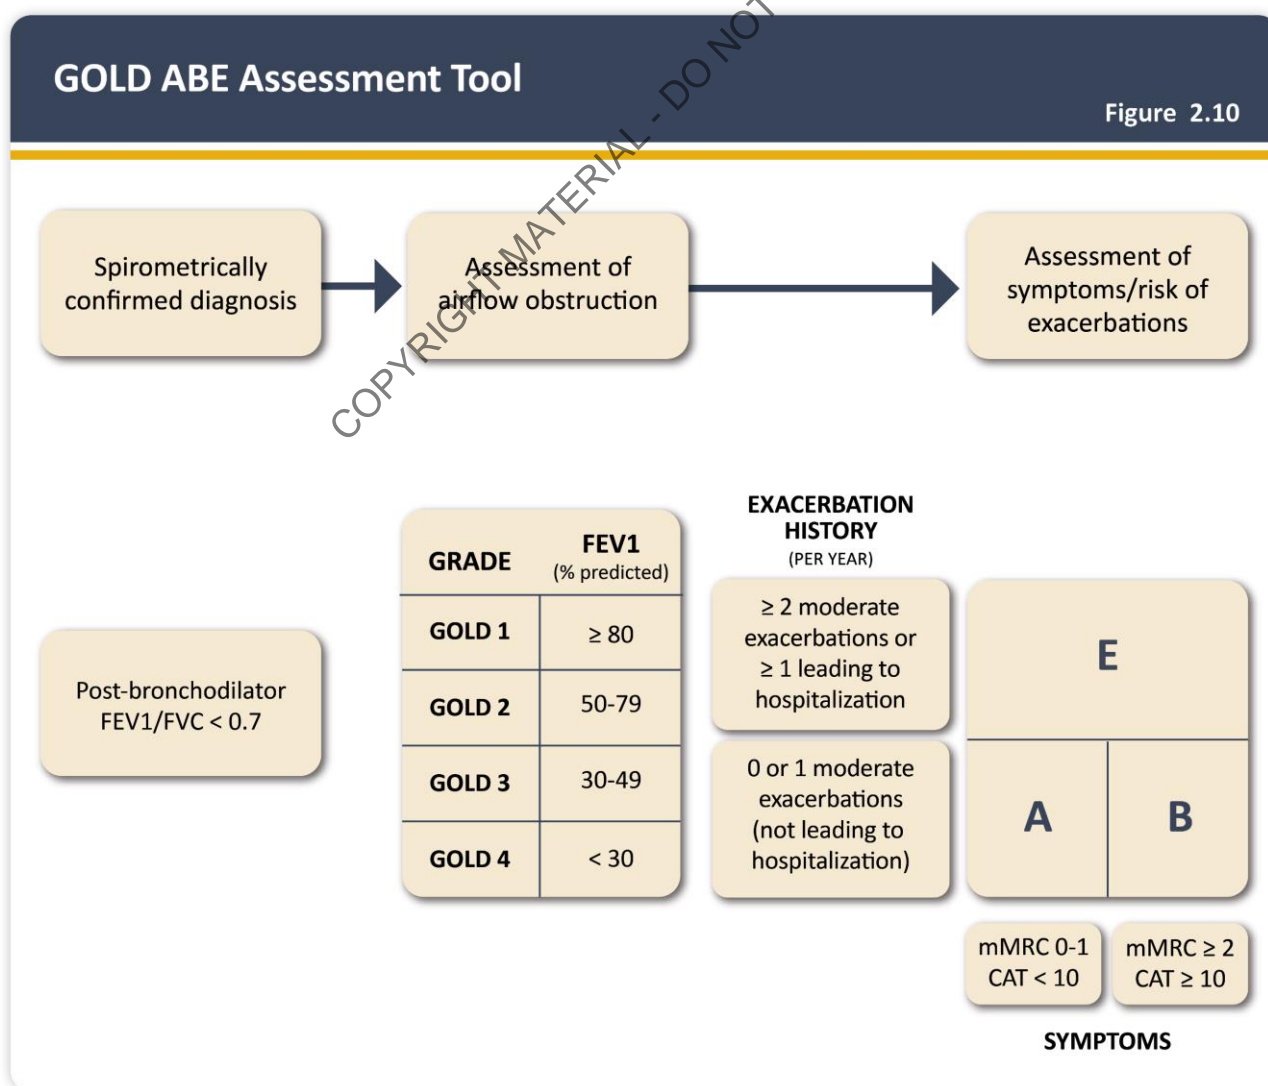 GOLD ABE Assessment Tool
Figure 2.10
COPYRIGHT MATERIAL - DO NOT
Spirometrically
confirmed diagnosis
Assessment of
airflow obstruction
Assessment of
symptoms/risk of
exacerbations
Post-bronchodilator
FEV1/FVC < 0.7
GRADE
FEV1
(% predicted)
GOLD 1
≥ 80
GOLD 2
50-79
GOLD 3
30-49
GOLD 4
< 30
EXACERBATION
HISTORY
(PER YEAR)
≥ 2 moderate
exacerbations or
≥ 1 leading to
hospitalization
0 or 1 moderate
exacerbations
(not leading to
hospitalization)
E
A
B
mMRC 0-1
CAT < 10
mMRC ≥ 2
CAT ≥ 10
SYMPTOMS